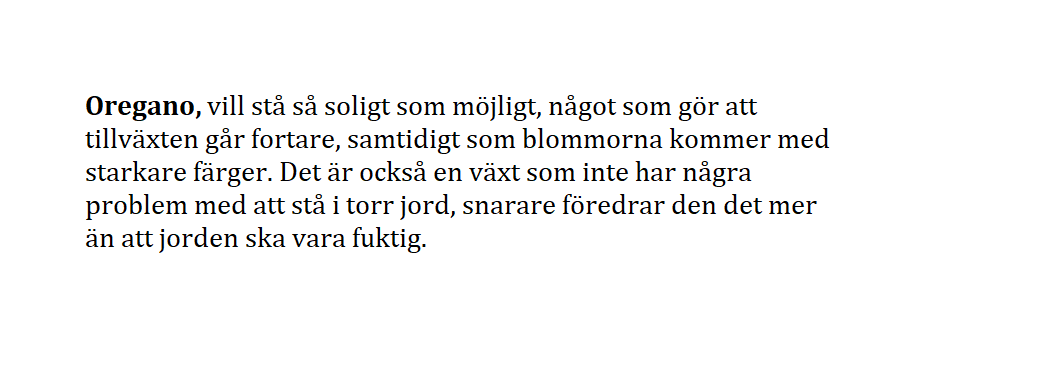 Oregano, vill stå så soligt som möjligt, något som gör att
tillväxten går fortare, samtidigt som blommorna kommer med
starkare färger. Det är också en växt som inte har några
problem med att stå i torr jord, snarare föredrar den det mer
än att jorden ska vara fuktig.